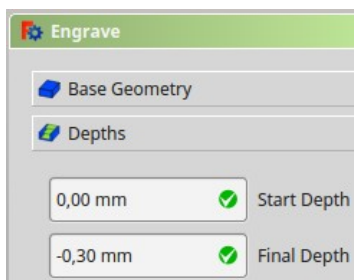 Engrave
Base Geometry
Depths
0,00 mm Start Depth
-0,30 mm Final Depth